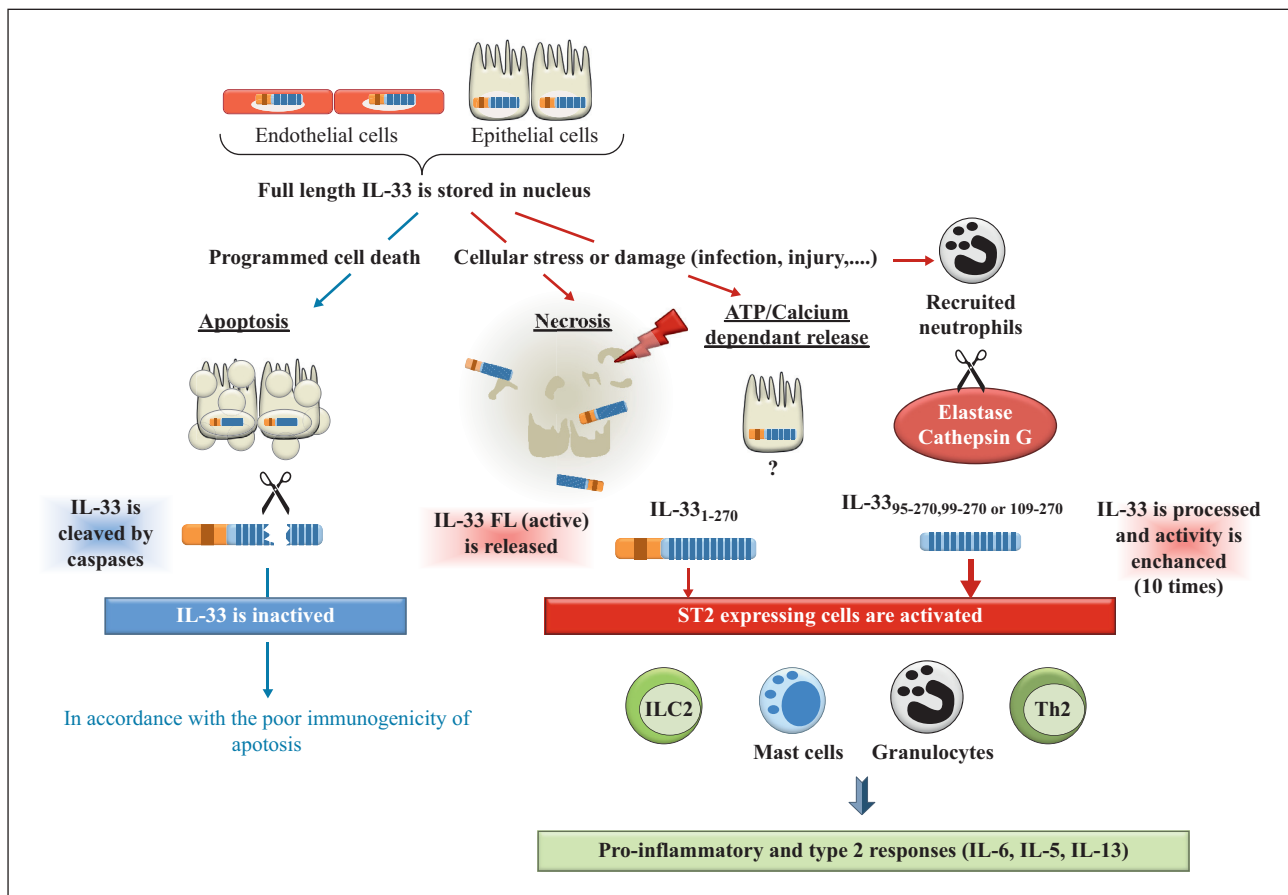 Endothelial cells
Epithelial cells
Full length IL-33 is stored in nucleus
Programmed cell death
Cellular stress or damage (infection, injury,....)
Recruited
neutrophils
Apoptosis
Necrosis
ATP/Calcium
dependant release
Elastase
Cathepsin G
?
IL-33 is
cleaved by
caspases
IL-33 FL (active)
is released
IL-33₁₋₂₇₀
IL-33₉₅₋₂₇₀,₉₉₋₂₇₀ or ₁₀₉₋₂₇₀
IL-33 is processed
and activity is
enchanced
(10 times)
IL-33 is inactived
ST2 expressing cells are activated
In accordance with the poor immunogenicity of
apotosis
ILC2
Mast cells
Granulocytes
Th2
Pro-inflammatory and type 2 responses (IL-6, IL-5, IL-13)